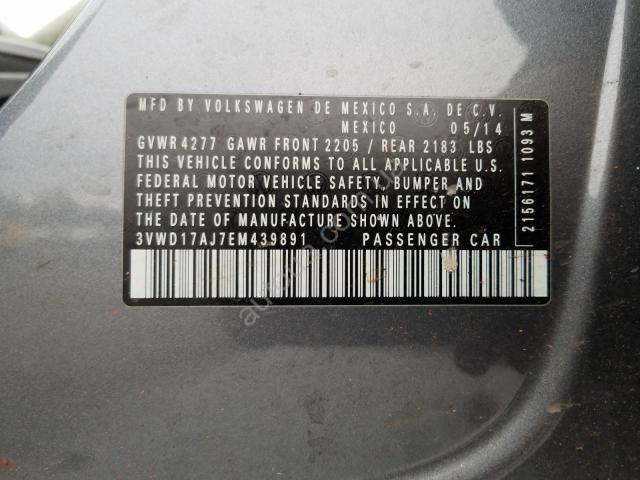 MFD BY VOLKSWAGEN DE MEXICO S.A. DE C.V.
MEXICO 05/14
GVWR 4277 GAWR FRONT 2205 / REAR 2183 LBS
THIS VEHICLE CONFORMS TO ALL APPLICABLE U.S.
FEDERAL MOTOR VEHICLE SAFETY, BUMPER AND
THEFT PREVENTION STANDARDS IN EFFECT ON
THE DATE OF MANUFACTURE SHOWN ABOVE.
3VWD17AJ7EM439891 PASSENGER CAR
2156171 1093 M